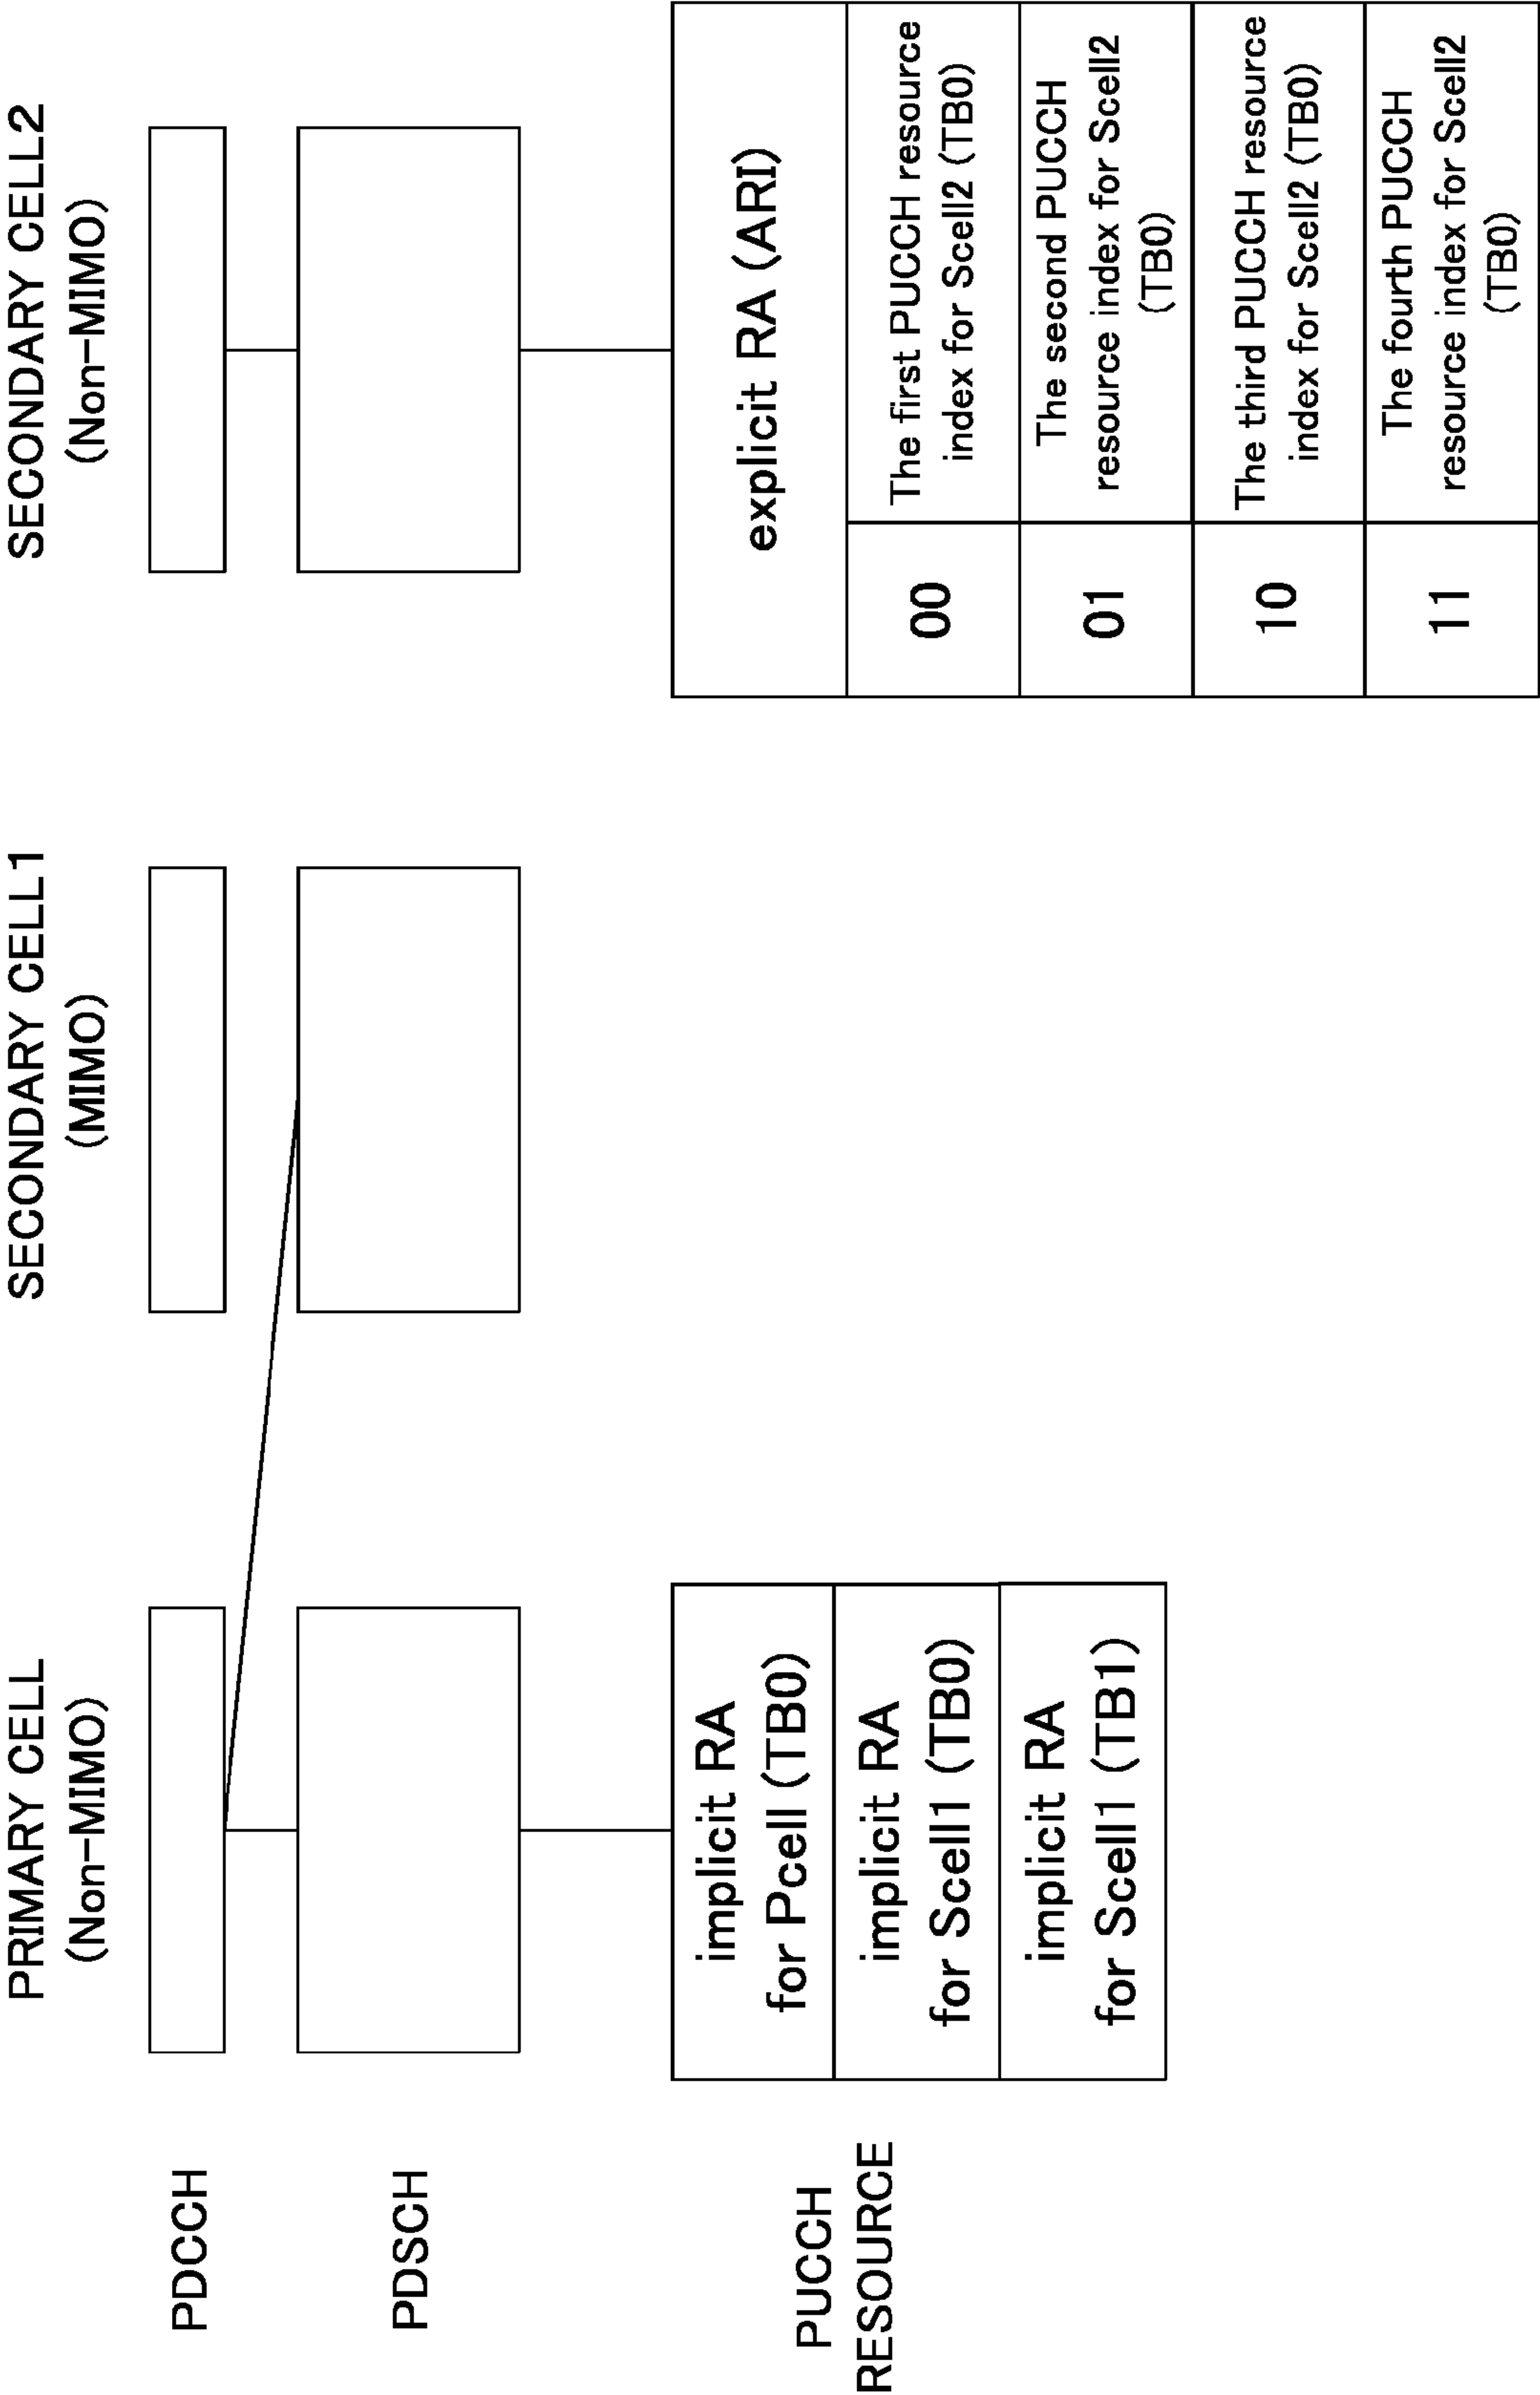 PRIMARY CELL
(Non-MIMO)
SECONDARY CELL1
(MIMO)
SECONDARY CELL2
(Non-MIMO)
PDCCH
PDSCH
PUCCH
RESOURCE
implicit RA
for Pcell (TB0)
implicit RA
for Scell1 (TB0)
implicit RA
for Scell1 (TB1)
explicit RA (ARI)
00
The first PUCCH resource
index for Scell2 (TB0)
01
The second PUCCH
resource index for Scell2
(TB0)
10
The third PUCCH resource
index for Scell2 (TB0)
11
The fourth PUCCH
resource index for Scell2
(TB0)